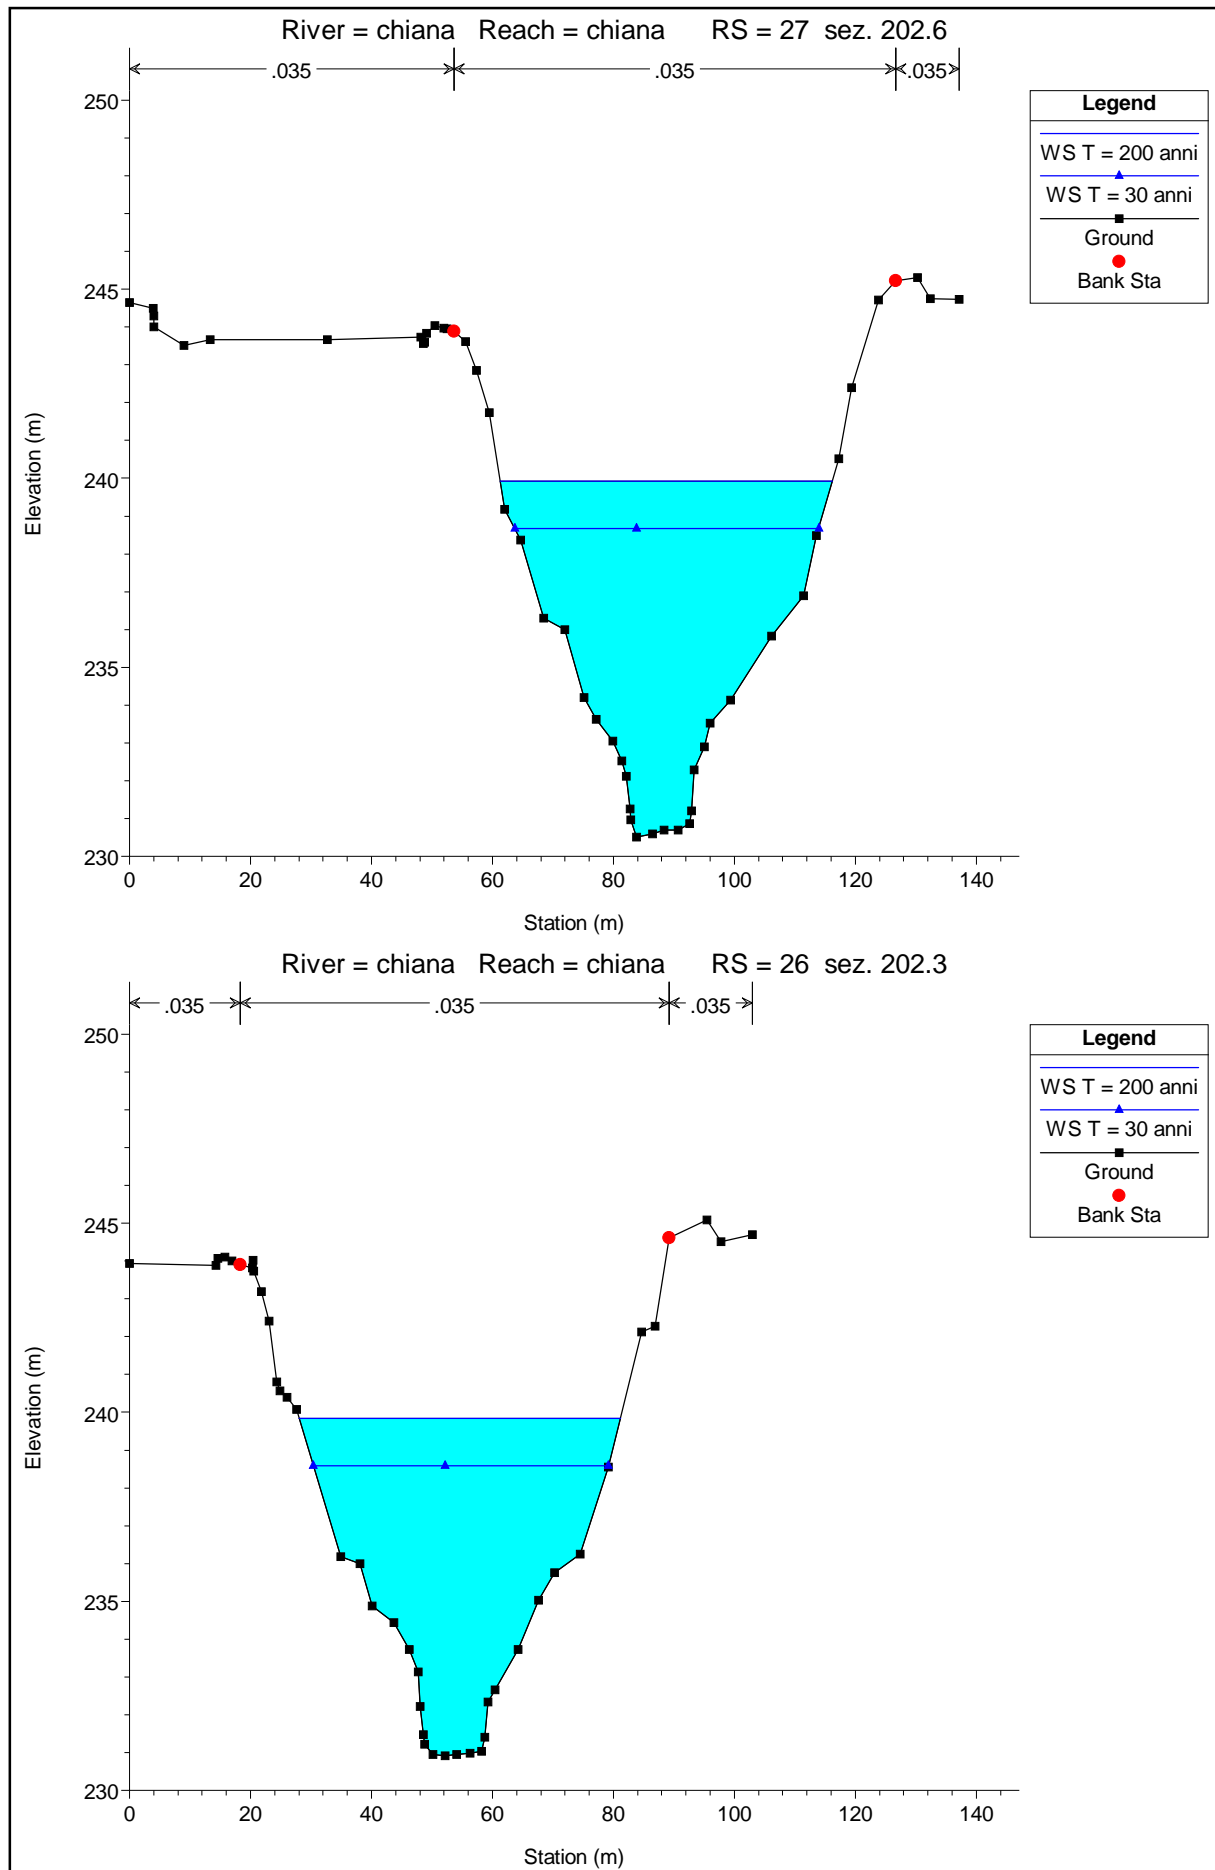 River = chiana Reach = chiana RS = 27 sez. 202.6
.035 .035 .035
Legend
WS T = 200 anni
WS T = 30 anni
Ground
Bank Sta
Elevation (m)
250
245
240
235
230
0 20 40 60 80 100 120 140
Station (m)
River = chiana Reach = chiana RS = 26 sez. 202.3
.035 .035 .035
Legend
WS T = 200 anni
WS T = 30 anni
Ground
Bank Sta
Elevation (m)
250
245
240
235
230
0 20 40 60 80 100 120 140
Station (m)